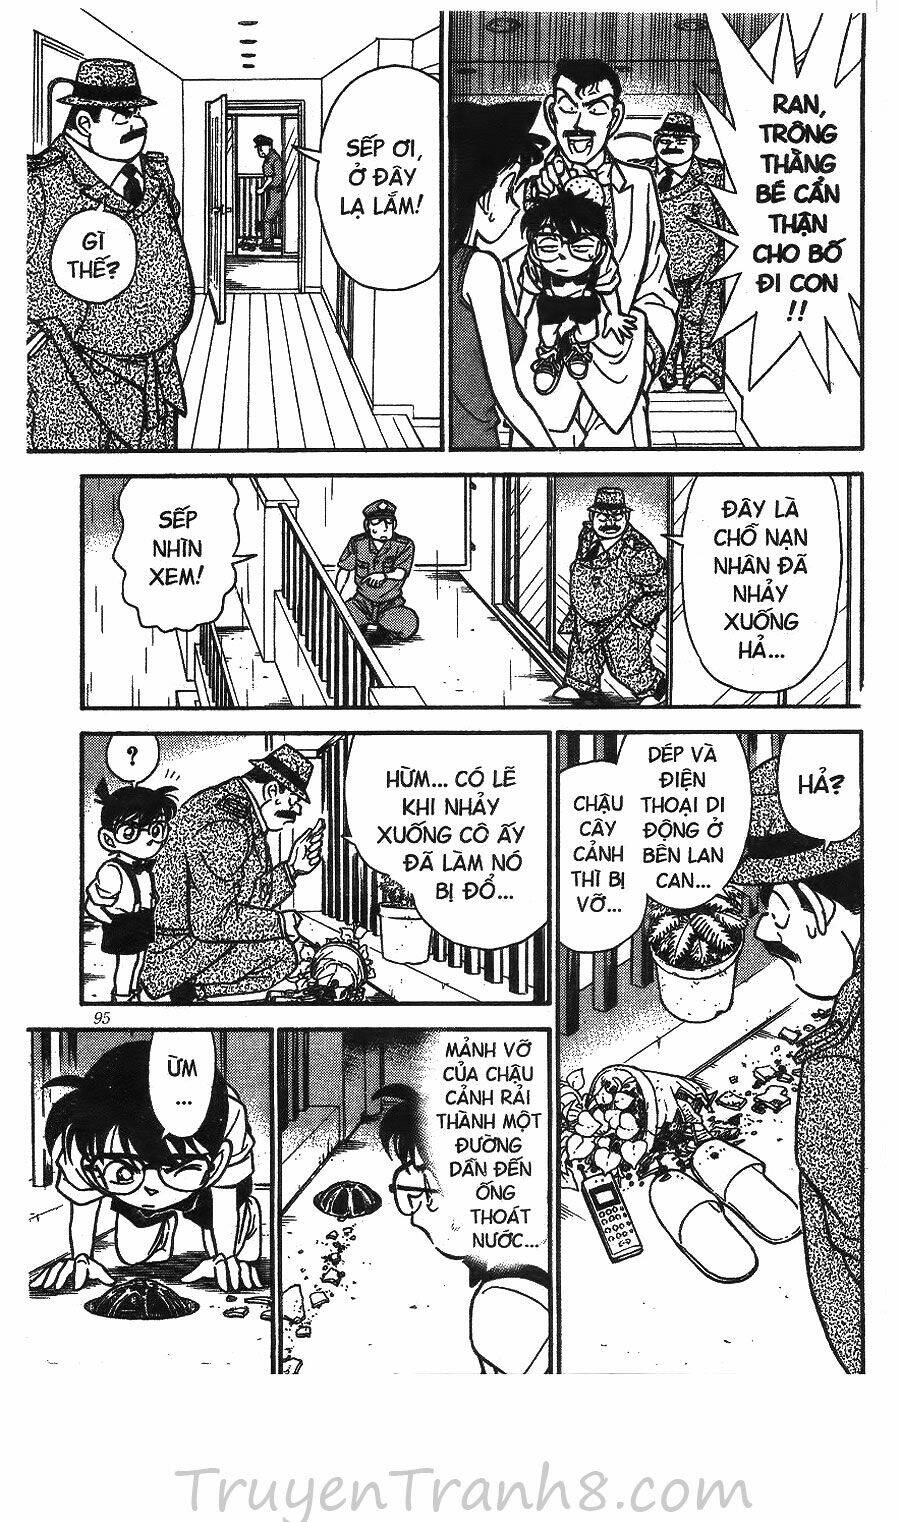 RAN,
TRÔNG
THẰNG
BÉ CẨN
THẬN
CHO BỐ
ĐI CON
!!
SẾP ƠI,
Ở ĐÂY
LẠ LẮM!
GÌ
THẾ?
ĐÂY LÀ
CHỖ NẠN
NHÂN ĐÃ
NHẢY
XUỐNG
HẢ...
SẾP
NHÌN
XEM!
HẢ?
DÉP VÀ
ĐIỆN
THOẠI DI
ĐỘNG Ở
BÊN LAN
CAN...
CHẬU
CÂY
CẢNH
THÌ BỊ
VỠ...
HỪM... CÓ LẼ
KHI NHẢY
XUỐNG CÔ ẤY
ĐÃ LÀM NÓ
BỊ ĐỔ...
?
95
MẢNH VỠ
CỦA CHẬU
CẢNH RẢI
THÀNH MỘT
ĐƯỜNG
DẪN ĐẾN
ỐNG
THOÁT
NƯỚC...
ỪM
...
TruyenTranh8.com